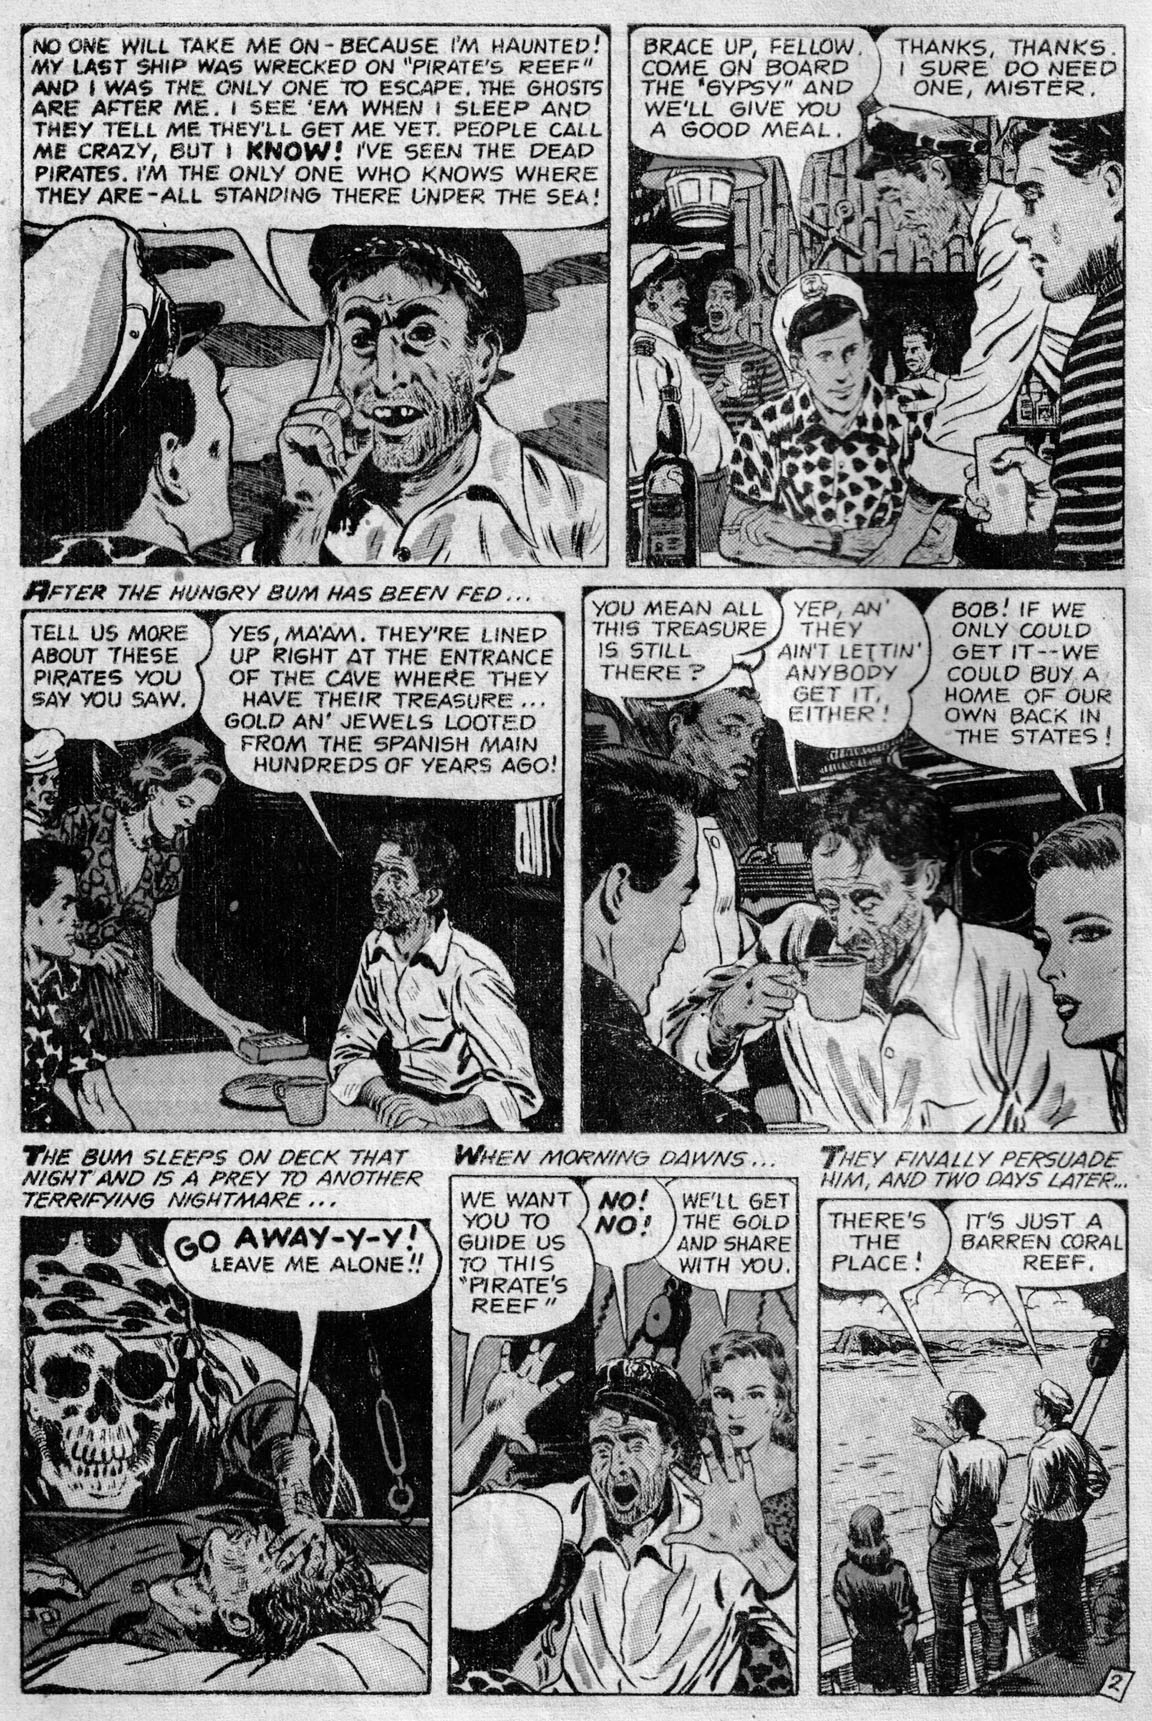 NO ONE WILL TAKE ME ON - BECAUSE I'M HAUNTED!
MY LAST SHIP WAS WRECKED ON "PIRATE'S REEF"
AND I WAS THE ONLY ONE TO ESCAPE. THE GHOSTS
ARE AFTER ME. I SEE 'EM WHEN I SLEEP AND
THEY TELL ME THEY'LL GET ME YET. PEOPLE CALL
ME CRAZY, BUT I KNOW! I'VE SEEN THE DEAD
PIRATES. I'M THE ONLY ONE WHO KNOWS WHERE
THEY ARE - ALL STANDING THERE UNDER THE SEA!
BRACE UP, FELLOW.
COME ON BOARD
THE "GYPSY" AND
WE'LL GIVE YOU
A GOOD MEAL.
THANKS, THANKS.
I SURE DO NEED
ONE, MISTER.
AFTER THE HUNGRY BUM HAS BEEN FED...
TELL US MORE
ABOUT THESE
PIRATES YOU
SAY YOU SAW.
YES, MA'AM. THEY'RE LINED
UP RIGHT AT THE ENTRANCE
OF THE CAVE WHERE THEY
HAVE THEIR TREASURE...
GOLD AN' JEWELS LOOTED
FROM THE SPANISH MAIN
HUNDREDS OF YEARS AGO!
YOU MEAN ALL
THIS TREASURE
IS STILL
THERE?
YEP, AN'
THEY
AIN'T LETTIN'
ANYBODY
GET IT,
EITHER!
BOB! IF WE
ONLY COULD
GET IT--WE
COULD BUY A
HOME OF OUR
OWN BACK IN
THE STATES!
THE BUM SLEEPS ON DECK THAT
NIGHT AND IS A PREY TO ANOTHER
TERRIFYING NIGHTMARE...
GO AWAY-Y-Y!
LEAVE ME ALONE!!
WHEN MORNING DAWNS...
WE WANT
YOU TO
GUIDE US
TO THIS
"PIRATE'S
REEF"
NO!
NO!
WE'LL GET
THE GOLD
AND SHARE
WITH YOU.
THEY FINALLY PERSUADE
HIM, AND TWO DAYS LATER...
THERE'S
THE
PLACE!
IT'S JUST A
BARREN CORAL
REEF.
2